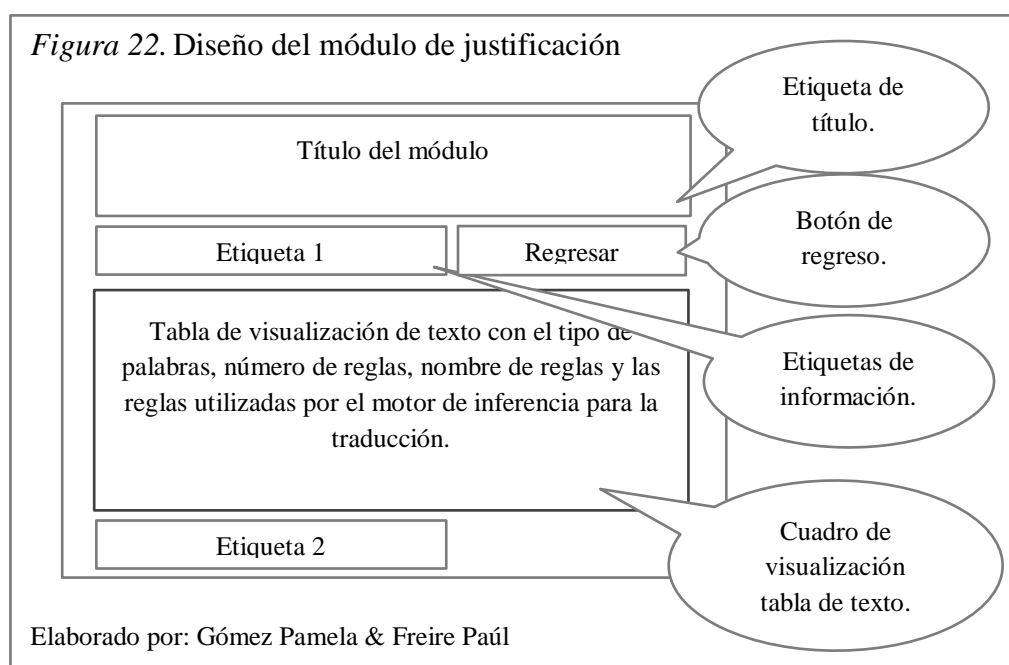 Figura 22. Diseño del módulo de justificación
Etiqueta de
título.
Título del módulo
Botón de
regreso.
Etiqueta 1
Regresar
Tabla de visualización de texto con el tipo de
palabras, número de reglas, nombre de reglas y las
reglas utilizadas por el motor de inferencia para la
traducción.
Etiquetas de
información.
Etiqueta 2
Cuadro de
visualización
tabla de texto.
Elaborado por: Gómez Pamela & Freire Paúl